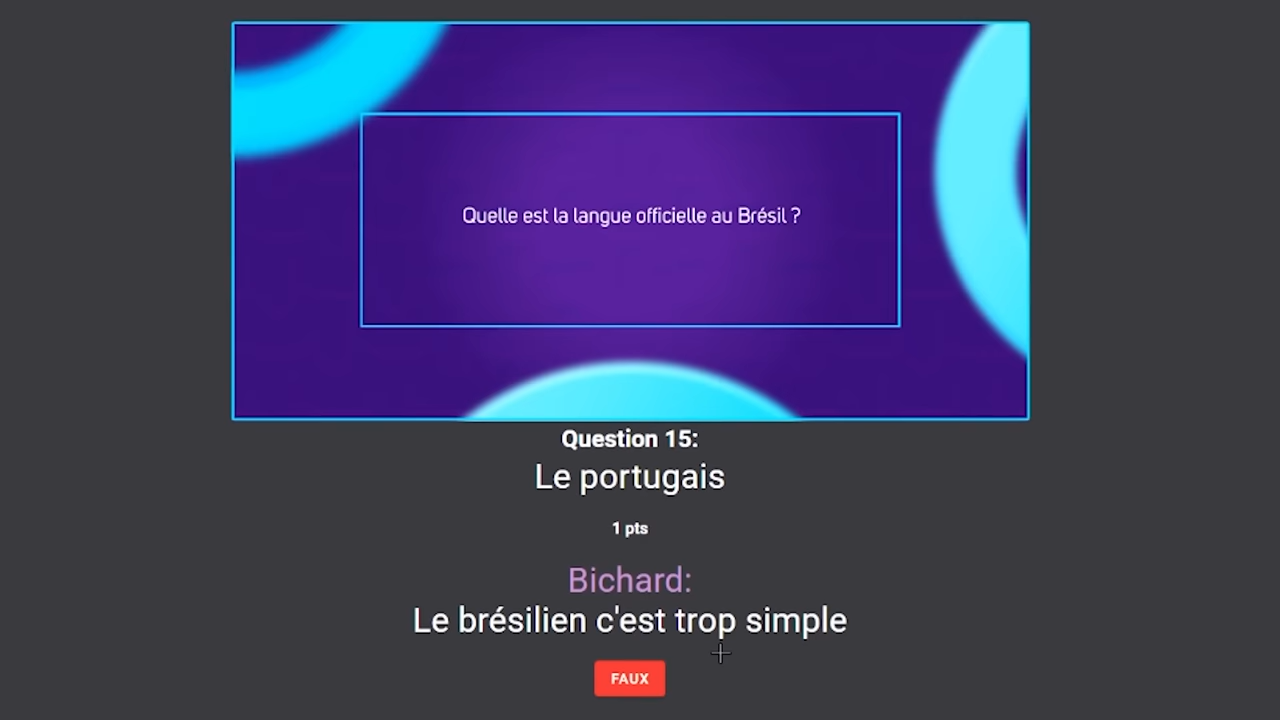 Quelle est la langue officielle au Brésil ?
Question 15:
Le portugais
1 pts
Bichard:
Le brésilien c'est trop simple
FAUX